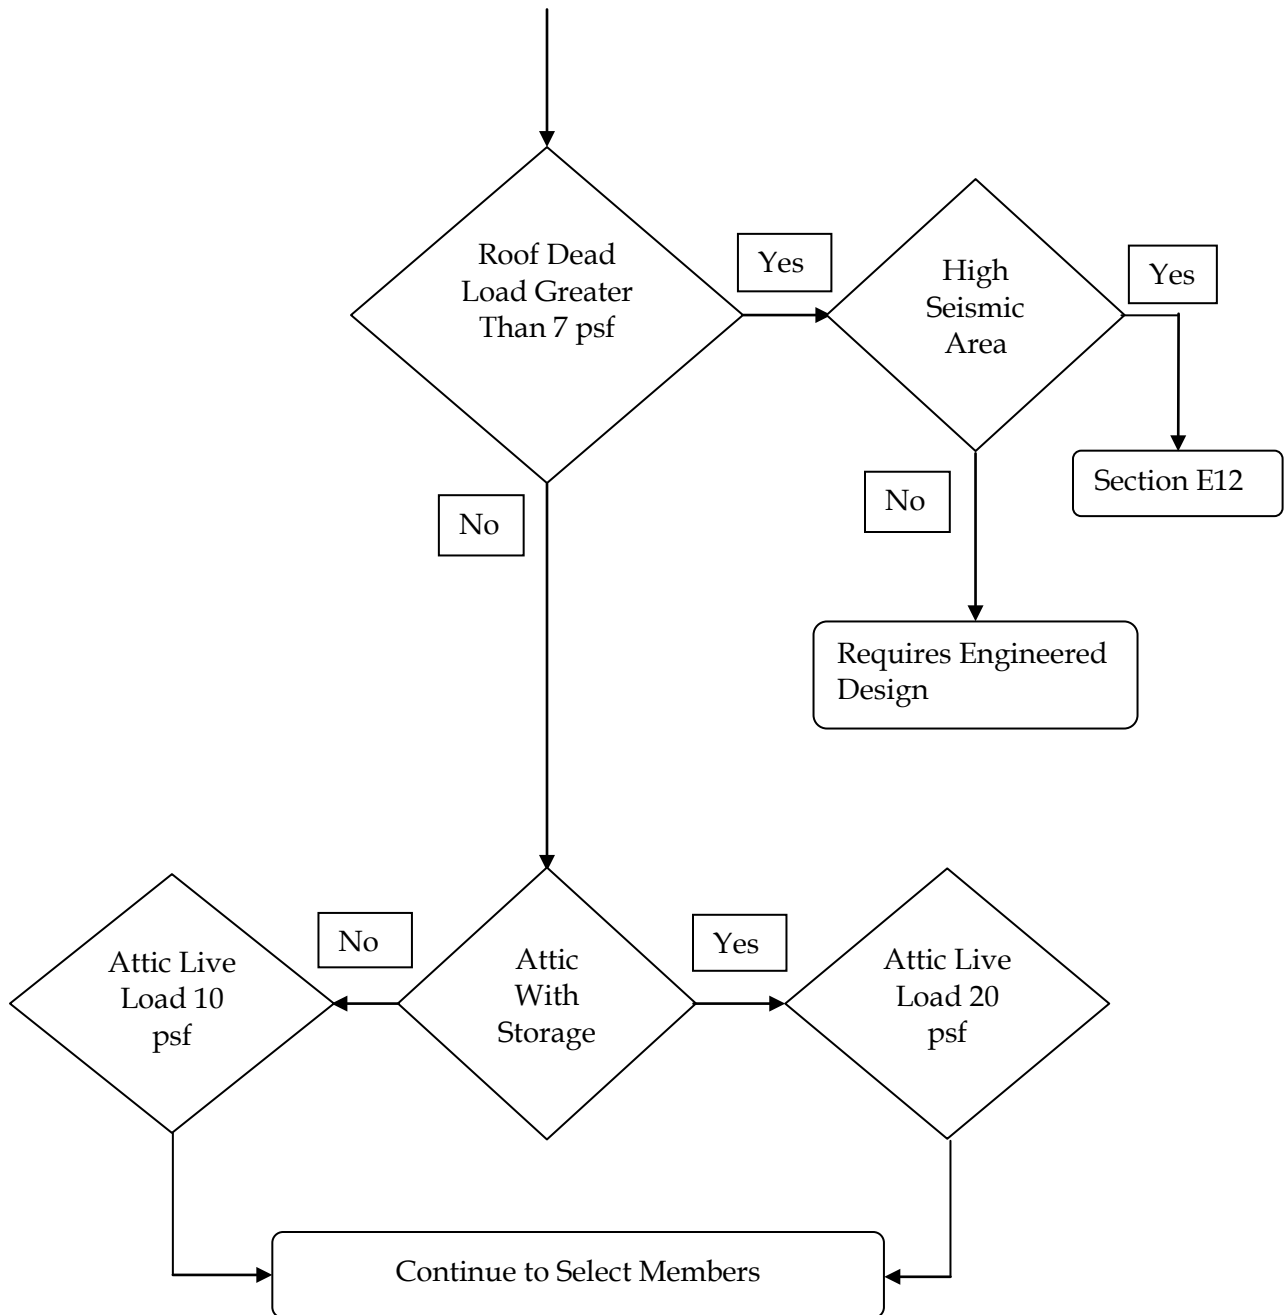 Roof Dead
Load Greater
Than 7 psf
Yes
High
Seismic
Area
Yes
Section E12
No
No
Requires Engineered
Design
Attic Live
Load 10
psf
No
Attic
With
Storage
Yes
Attic Live
Load 20
psf
Continue to Select Members